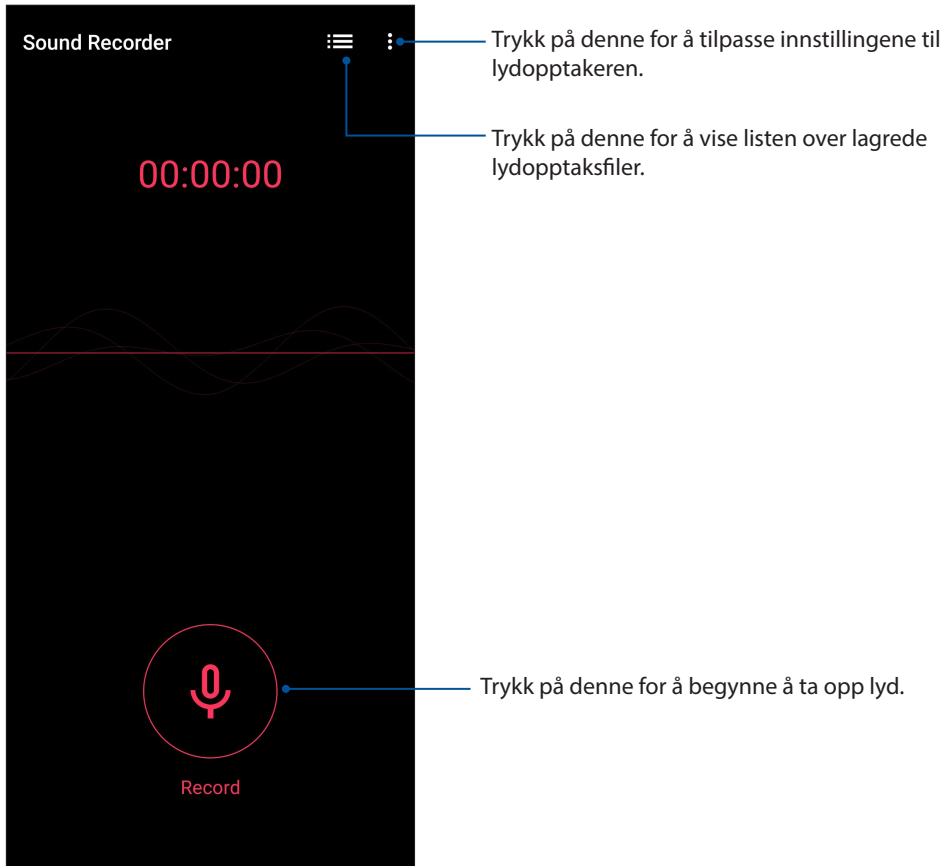 Sound Recorder
Trykk på denne for å tilpasse innstillingene til
lydopptakeren.
Trykk på denne for å vise listen over lagrede
lydopptaksfiler.
00:00:00
Trykk på denne for å begynne å ta opp lyd.
Record